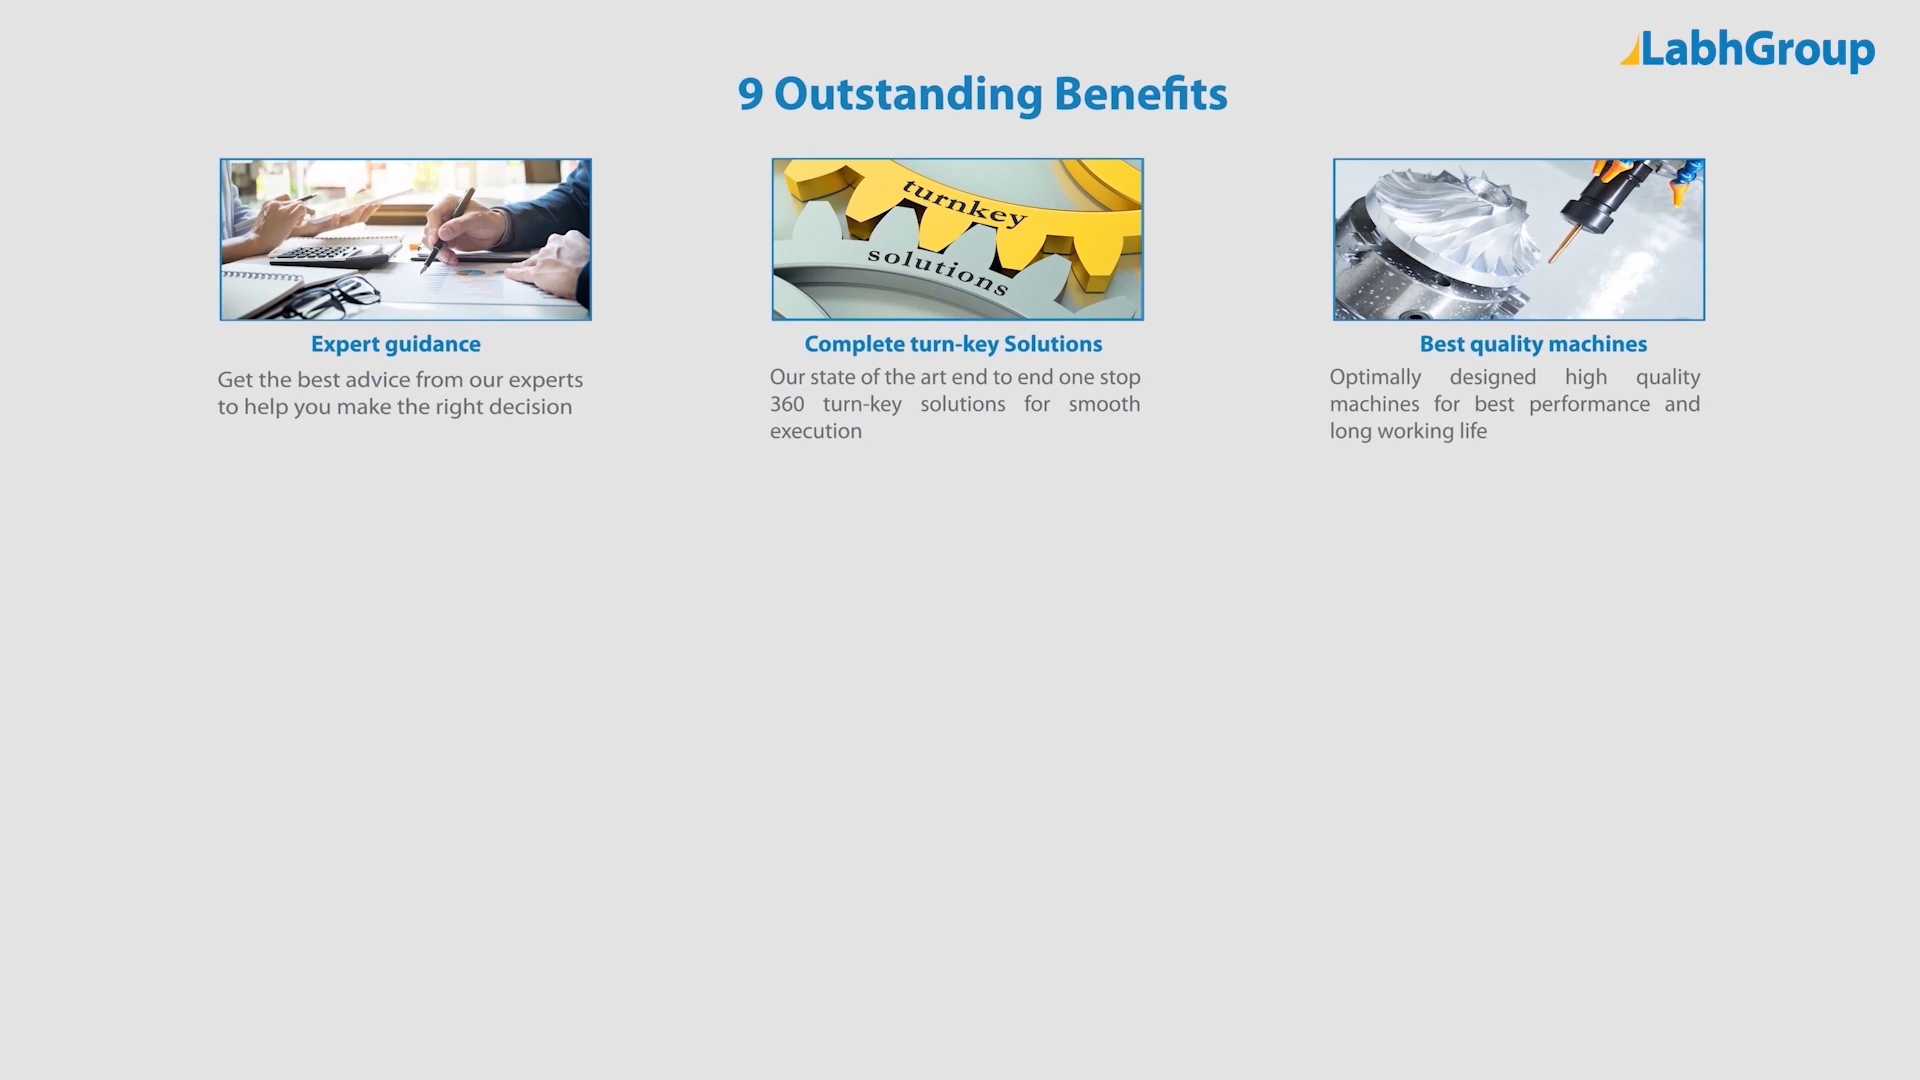 LabhGroup
9 Outstanding Benefits
turnkey
solutions
Expert guidance
Get the best advice from our experts
to help you make the right decision
Complete turn-key Solutions
Our state of the art end to end one stop
360 turn-key solutions for smooth
execution
Best quality machines
Optimally designed high quality
machines for best performance and
long working life